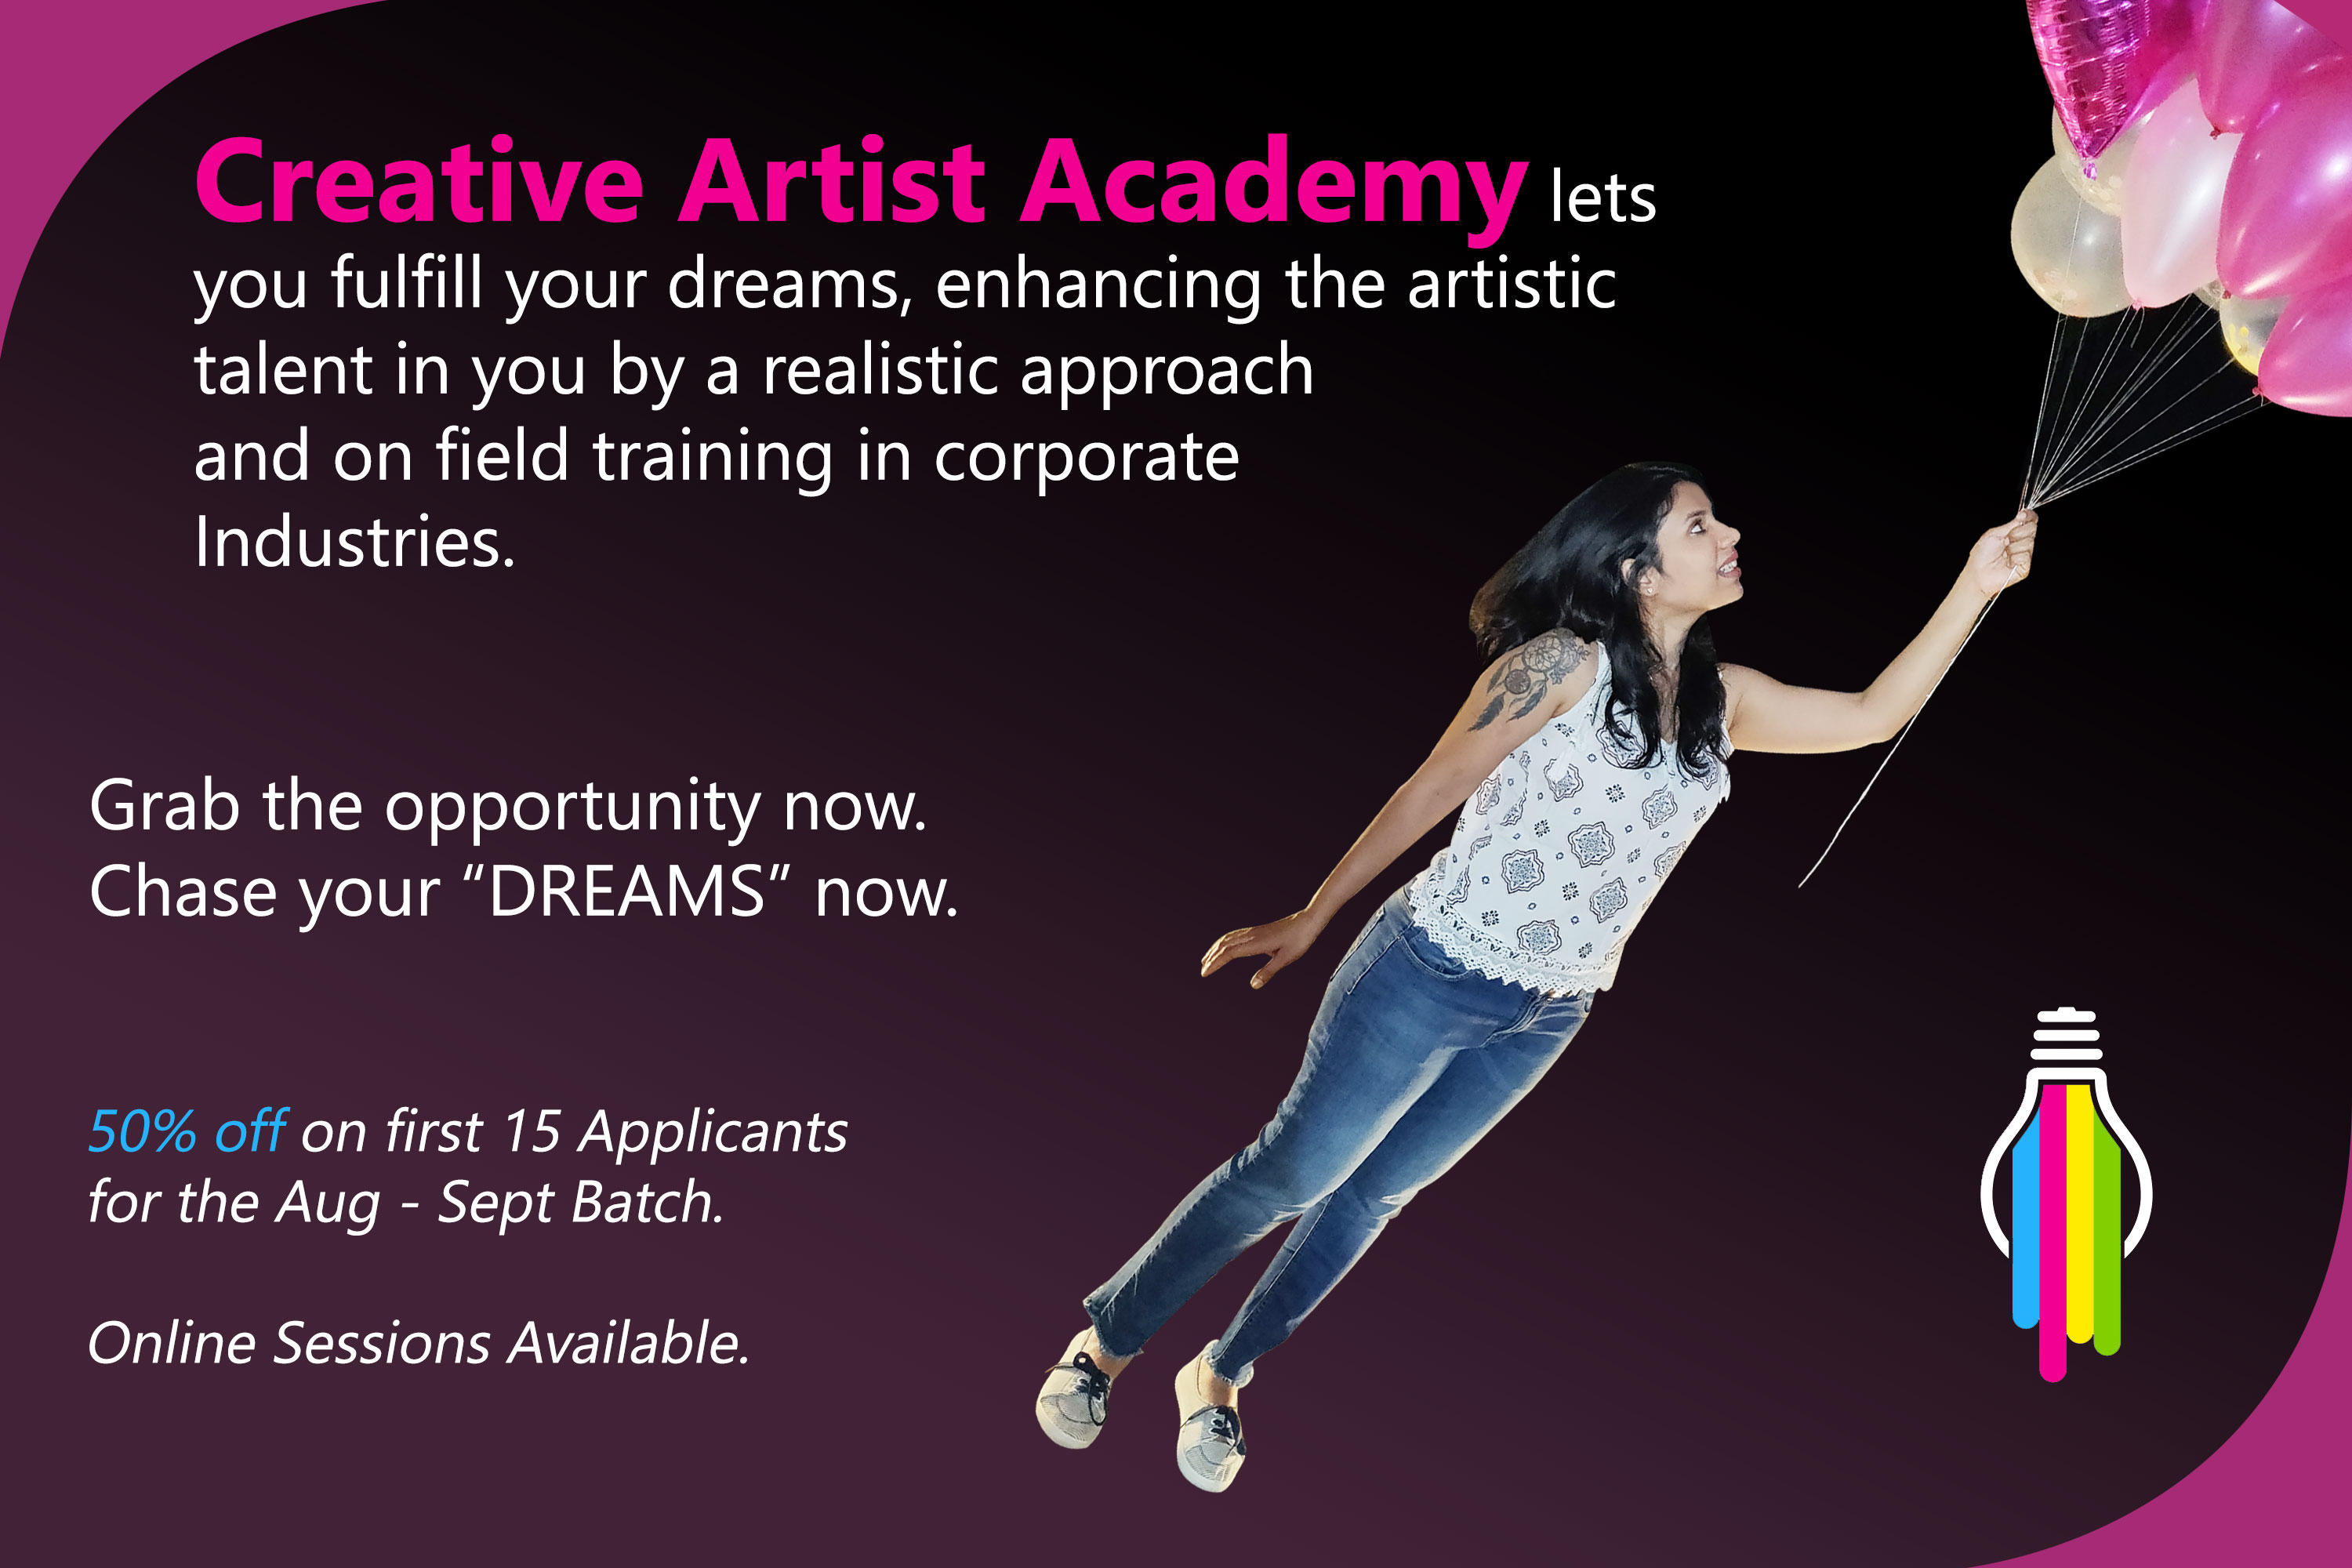 Creative Artist Academy lets
you fulfill your dreams, enhancing the artistic
talent in you by a realistic approach
and on field training in corporate
Industries.
Grab the opportunity now.
Chase your “DREAMS” now.
50% off on first 15 Applicants
for the Aug - Sept Batch.
Online Sessions Available.